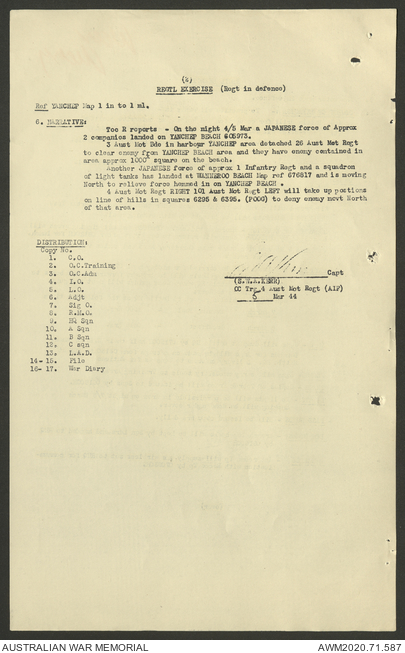 (2)
REGTL EXERCISE (Regt in defence)
Ref YANCHEP Map 1 in to 1 ml.
6. NARRATIVE:
Toc R reports - On the night 4/5 Mar a JAPANESE force of Approx
2 companies landed on YANCHEP BEACH 605973.
3 Aust Mot Bde in harbour YANCHEP area detached 26 Aust Mot Regt
to clear enemy from YANCHEP BEACH area and they have enemy contained in
area approx 1000 square on the beach.
Another JAPANESE force of approx 1 Infantry Regt and a squadron
of light tanks has landed at WANNEROO BEACH Map ref 676817 and is moving
North to relieve force hemmed in on YANCHEP BEACH.
4 Aust Mot Regt RIGHT 101 Aust Mot Regt LEFT will take up positions
on line of hills in squares 6295 & 6395. (POGO) to deny enemy next North
of that area.
DISTRIBUTION:
Copy No.
1. C.O.
2. O.C.Training
3. O.C.Adm
4. I.O.
5. L.O.
6. Adjt
7. Sig O.
8. R.M.O.
9. HQ Sqn
10. A Sqn
11. B Sqn
12. C sqn
13. L.A.D.
14-15. File
16-17. War Diary
Capt
OC Trg 4 Aust Mot Regt (AIF)
5 Mar 44
AUSTRALIAN WAR MEMORIAL
AWM2020.71.587